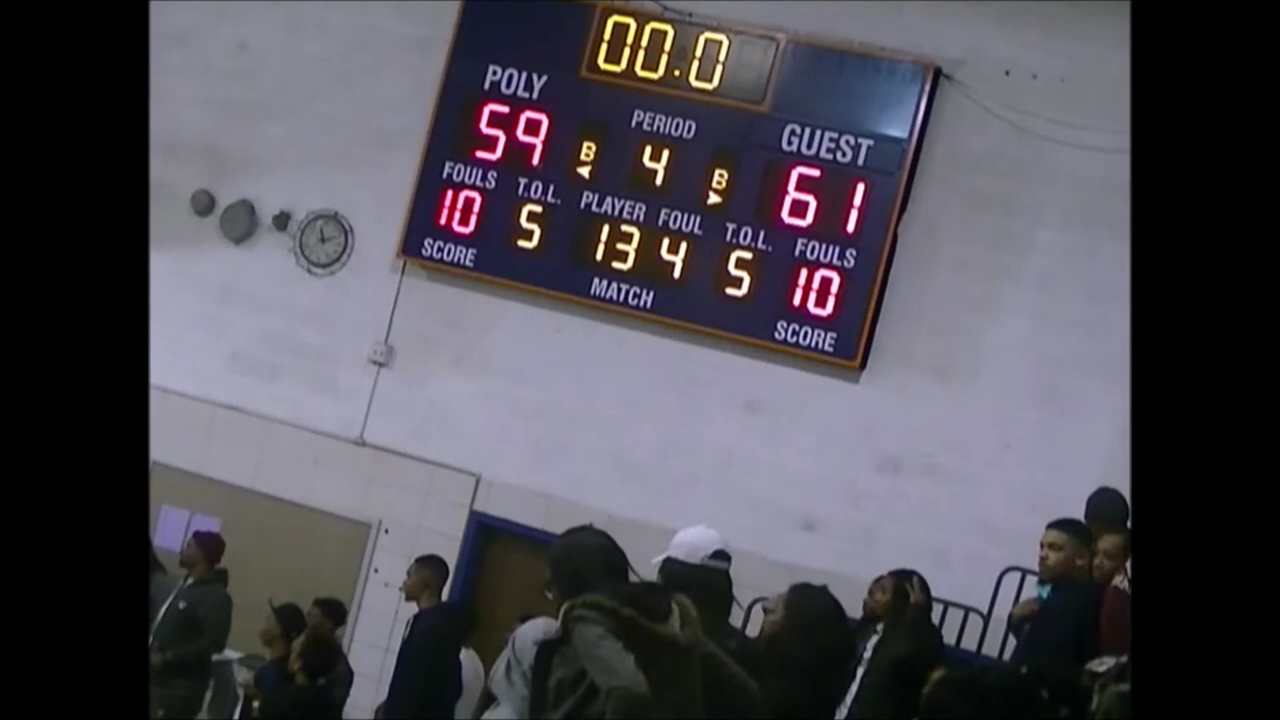 00.0
POLY PERIOD GUEST
59 B 4 B 61
FOULS T.O.L. PLAYER FOUL T.O.L. FOULS
10 5 13 4 5 10
SCORE MATCH SCORE